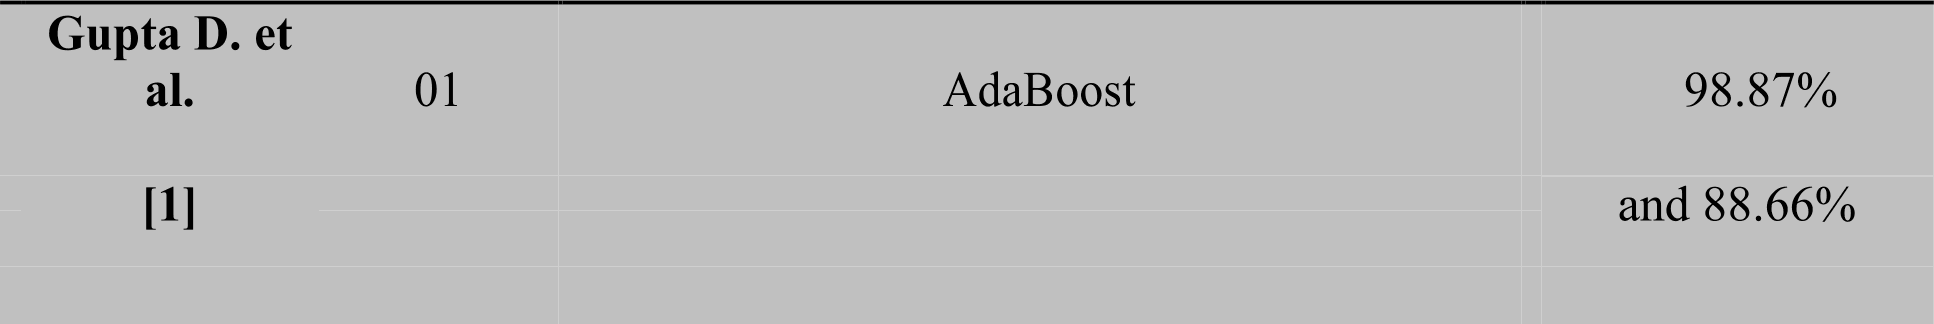 Gupta D. et
al. 01 AdaBoost 98.87%
[1] and 88.66%